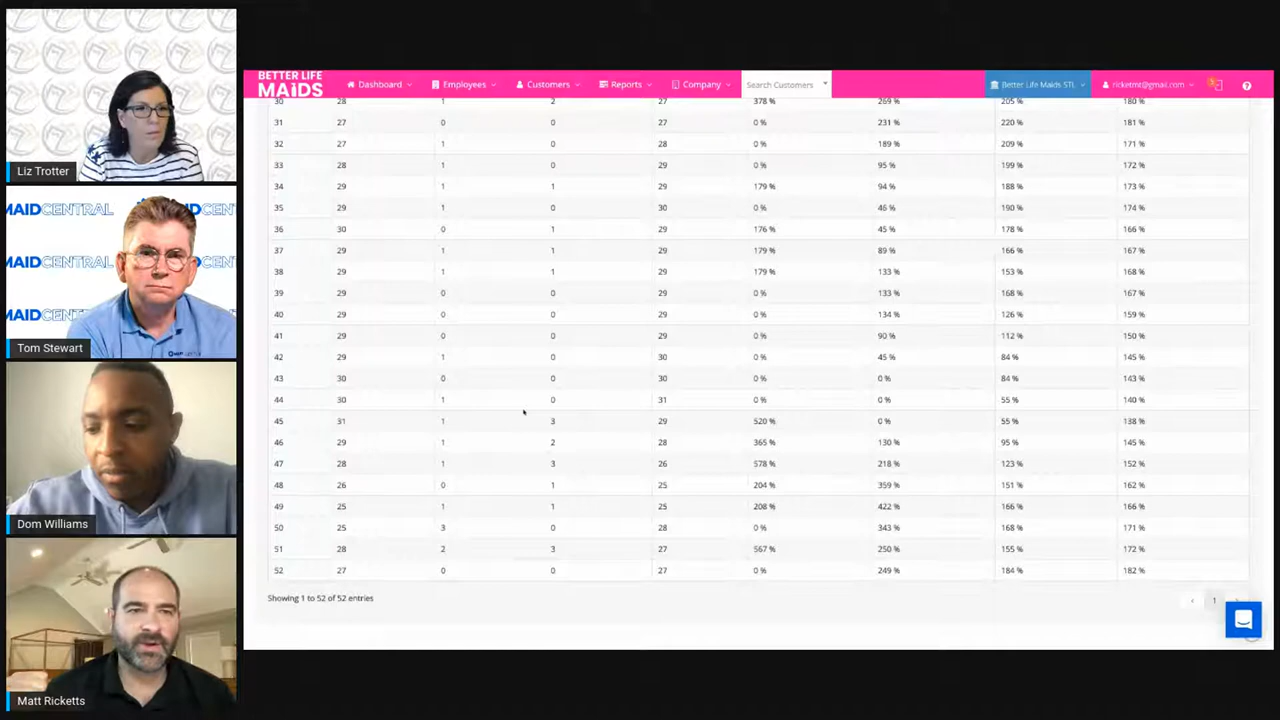 Liz Trotter
MAIDCENTRAL
MAIDCEN
Tom Stewart
Dom Williams
Matt Ricketts
BETTER LIFE
MAIDS
Dashboard
Employees
Customers
Reports
Company
Search Customers
Better Life Maids STL
ricketmt@gmail.com
30 28 1 2 27 378 % 269 % 205 % 180 %
31 27 0 0 27 0 % 231 % 220 % 181 %
32 27 1 0 28 0 % 189 % 209 % 171 %
33 28 1 0 29 0 % 95 % 199 % 172 %
34 29 1 1 29 179 % 94 % 188 % 173 %
35 29 1 0 30 0 % 46 % 190 % 174 %
36 30 0 1 29 176 % 45 % 178 % 166 %
37 29 1 1 29 179 % 89 % 166 % 167 %
38 29 1 1 29 179 % 133 % 153 % 168 %
39 29 0 0 29 0 % 133 % 168 % 167 %
40 29 0 0 29 0 % 134 % 126 % 159 %
41 29 0 0 29 0 % 90 % 112 % 150 %
42 29 1 0 30 0 % 45 % 84 % 145 %
43 30 0 0 30 0 % 0 % 84 % 143 %
44 30 1 0 31 0 % 0 % 55 % 140 %
45 31 1 3 29 520 % 0 % 55 % 138 %
46 29 1 2 28 365 % 130 % 95 % 145 %
47 28 1 3 26 578 % 218 % 123 % 152 %
48 26 0 1 25 204 % 359 % 151 % 162 %
49 25 1 1 25 208 % 422 % 166 % 166 %
50 25 3 0 28 0 % 343 % 168 % 171 %
51 28 2 3 27 567 % 250 % 155 % 172 %
52 27 0 0 27 0 % 249 % 184 % 182 %
Showing 1 to 52 of 52 entries
1